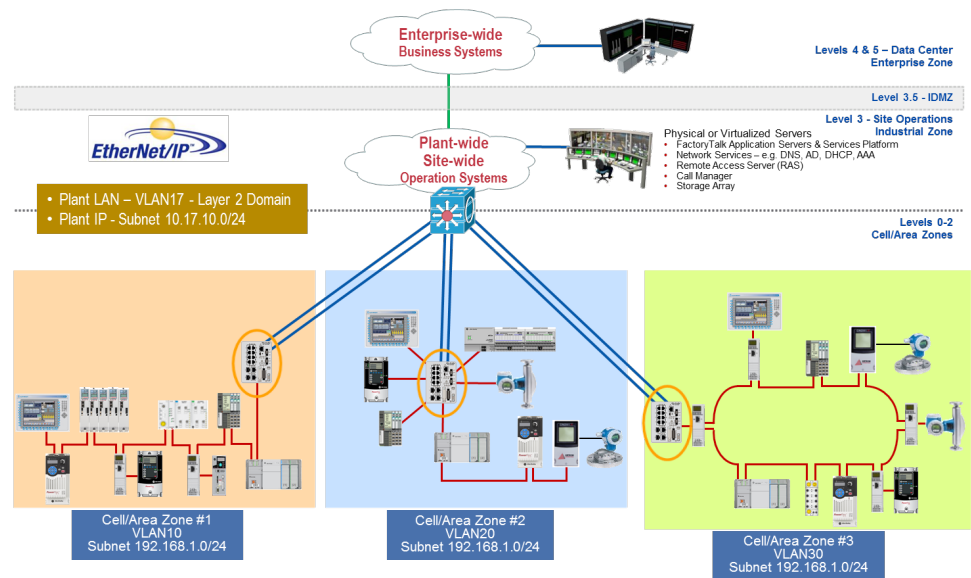 Enterprise-wide
Business Systems
Levels 4 & 5 – Data Center
Enterprise Zone
Level 3.5 - IDMZ
Level 3 - Site Operations
Industrial Zone
EtherNet/IP™
Plant-wide
Site-wide
Operation Systems
Physical or Virtualized Servers
• FactoryTalk Application Servers & Services Platform
• Network Services – e.g. DNS, AD, DHCP, AAA
• Remote Access Server (RAS)
• Call Manager
• Storage Array
• Plant LAN – VLAN17 - Layer 2 Domain
• Plant IP - Subnet 10.17.10.0/24
Levels 0-2
Cell/Area Zones
Cell/Area Zone #1
VLAN10
Subnet 192.168.1.0/24
Cell/Area Zone #2
VLAN20
Subnet 192.168.1.0/24
Cell/Area Zone #3
VLAN30
Subnet 192.168.1.0/24